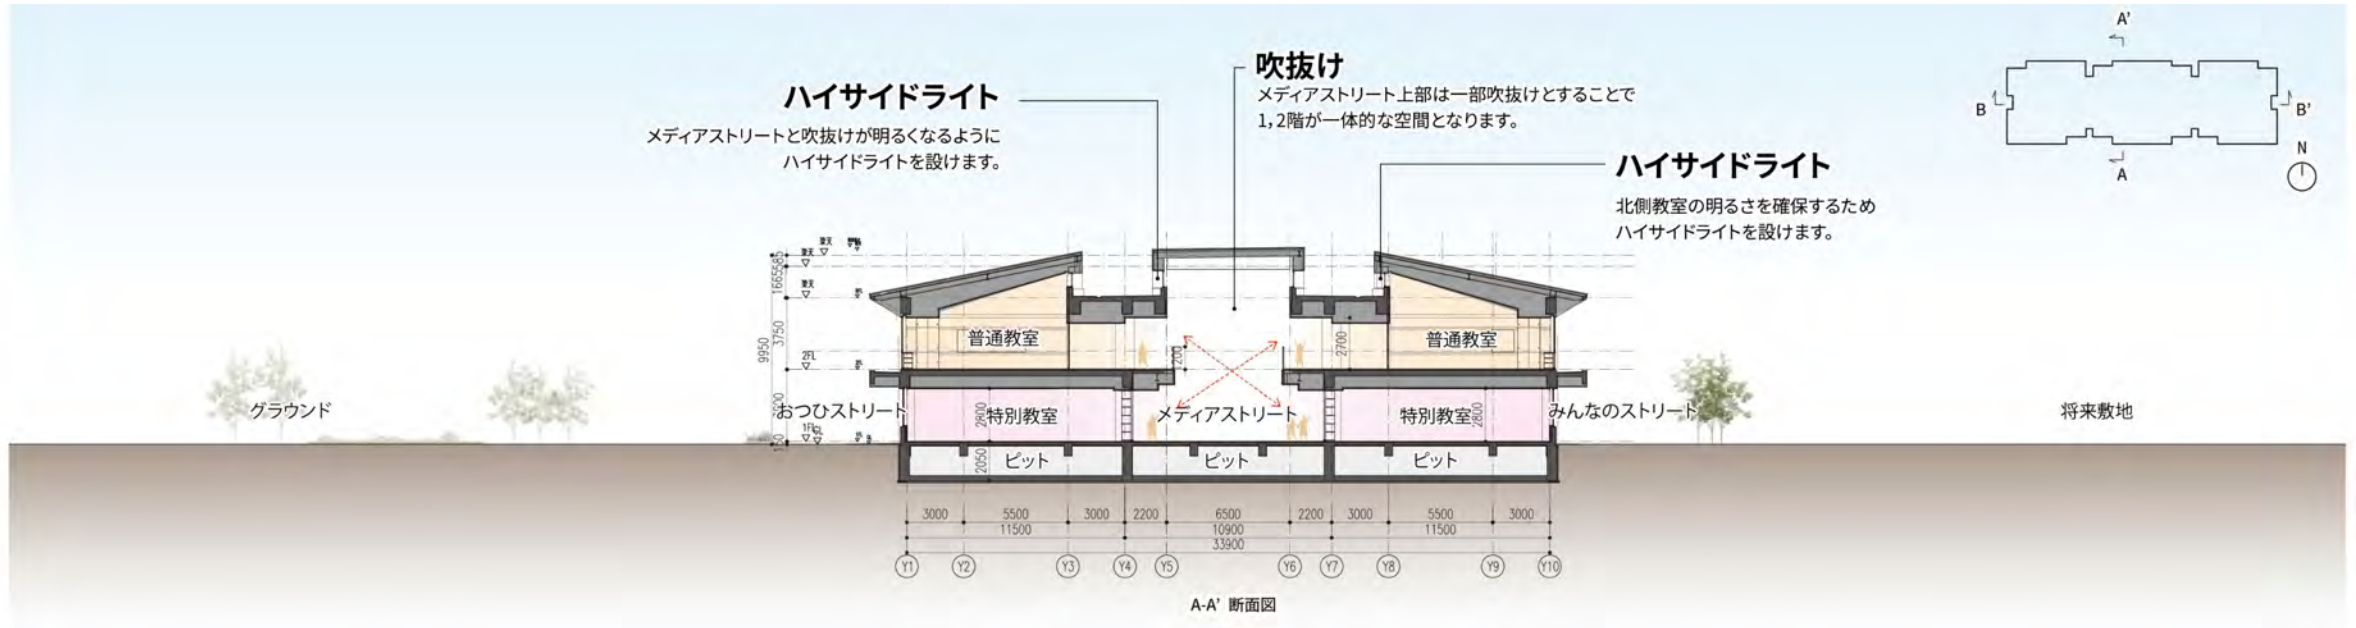 A'
吹抜け
メディアストリート上部は一部吹抜けとすることで
1,2階が一体的な空間となります。
ハイサイドライト
メディアストリートと吹抜けが明るくなるように
ハイサイドライトを設けます。
B
B'
N
A
ハイサイドライト
北側教室の明るさを確保するため
ハイサイドライトを設けます。
1665
585
3750
9950
2FL
1FL
GL
普通教室
2700
普通教室
グラウンド
おつひストリート
特別教室
2800
メディアストリート
特別教室
2800
みんなのストリート
将来敷地
2050
ピット
ピット
ピット
3000 5500 3000 2200 6500 2200 3000 5500 3000
11500 10900 11500
33900
Y1 Y2 Y3 Y4 Y5 Y6 Y7 Y8 Y9 Y10
A-A' 断面図